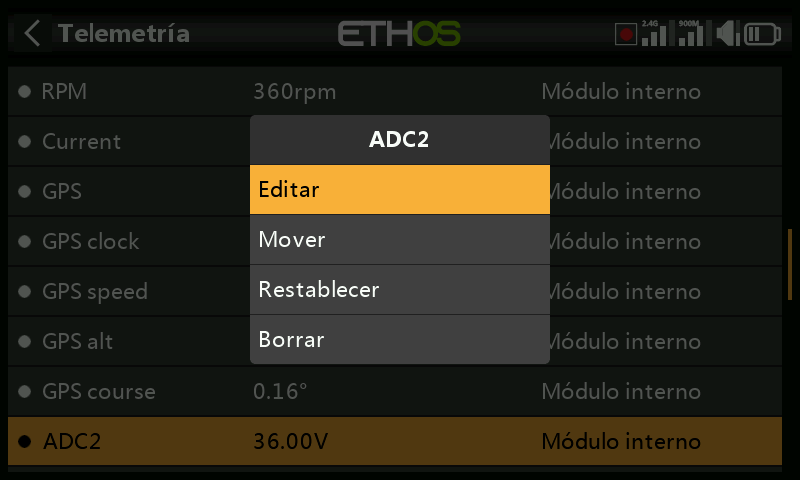 Telemetría ETHOS 2.4G 900M
RPM 360rpm Módulo interno
Current Módulo interno
ADC2
GPS Módulo interno
Editar
GPS clock Módulo interno
Mover
GPS speed Módulo interno
Restablecer
GPS alt Módulo interno
Borrar
GPS course 0.16° Módulo interno
ADC2 36.00V Módulo interno